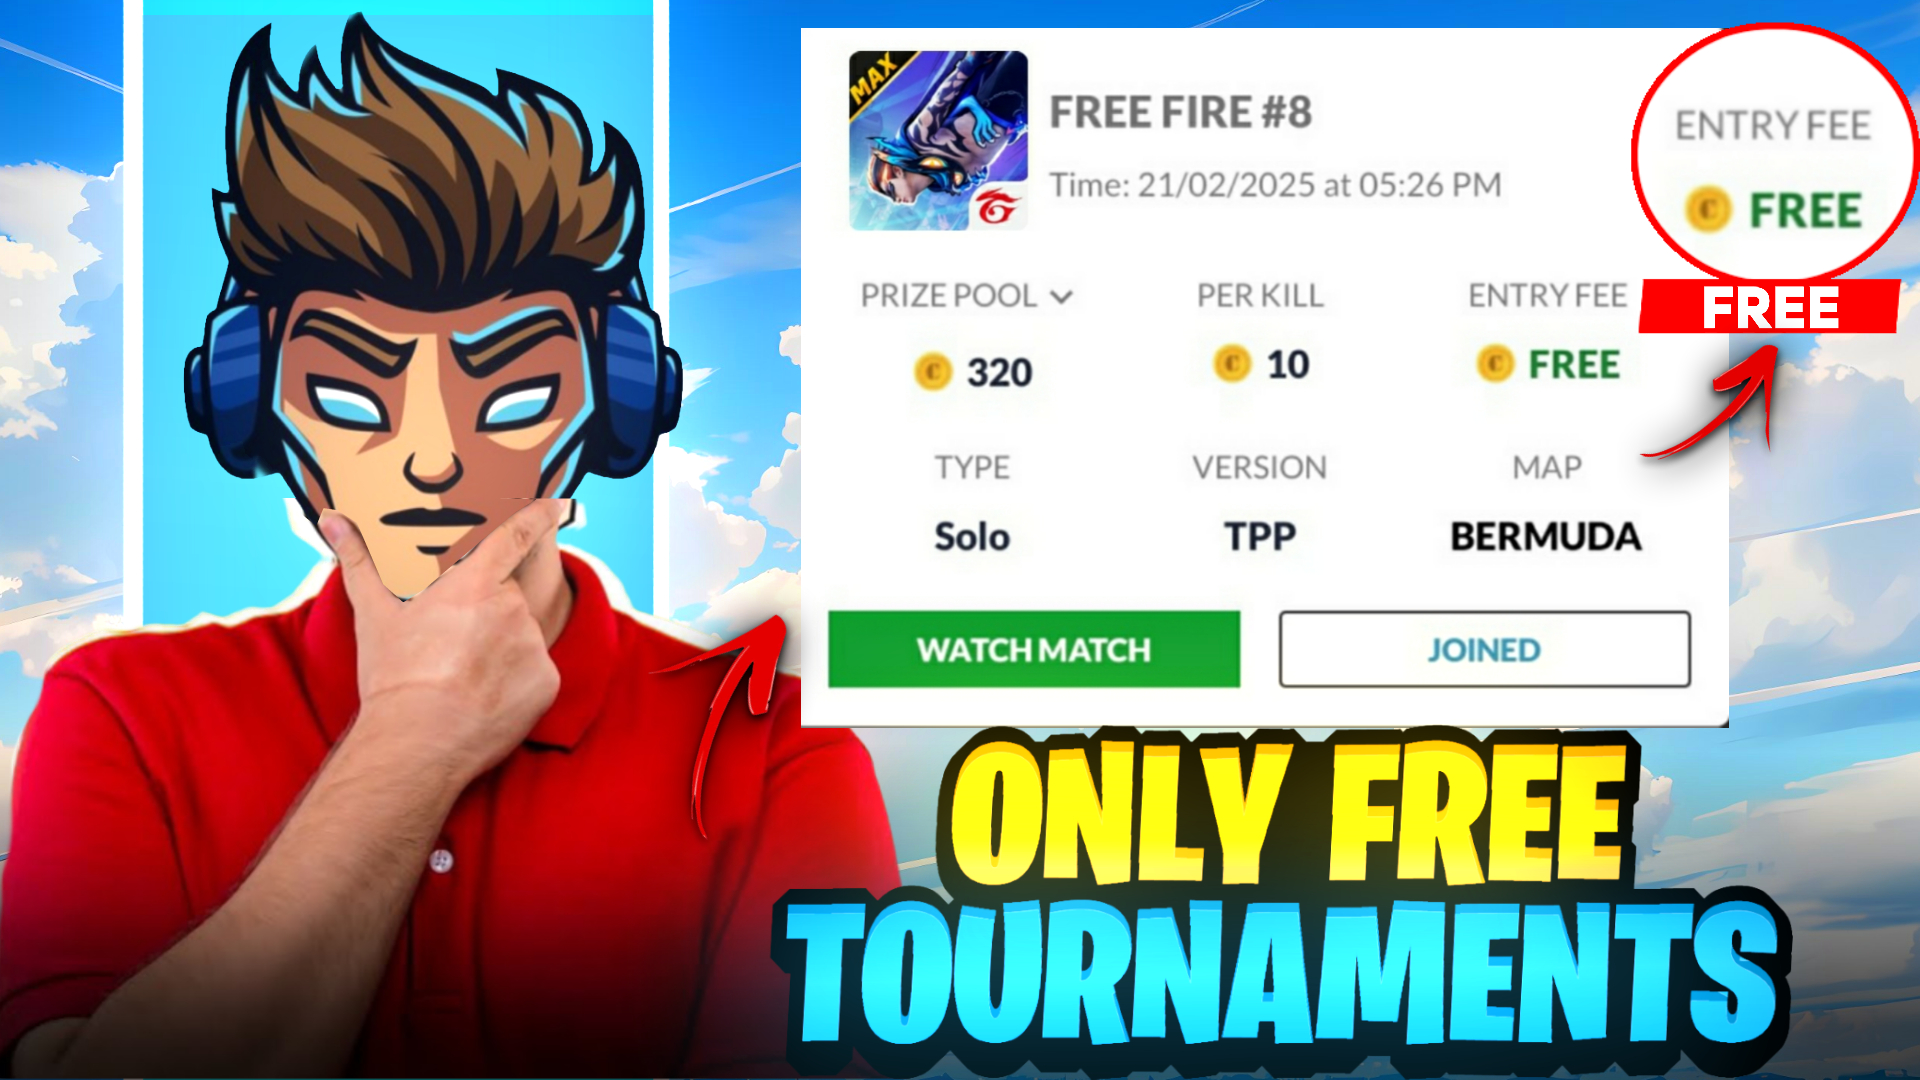 MAX
FREE FIRE #8
Time: 21/02/2025 at 05:26 PM
ENTRY FEE
C FREE
FREE
PRIZE POOL
PER KILL
ENTRY FEE
C 320
C 10
C FREE
TYPE
VERSION
MAP
Solo
TPP
BERMUDA
WATCH MATCH
JOINED
ONLY FREE
TOURNAMENTS